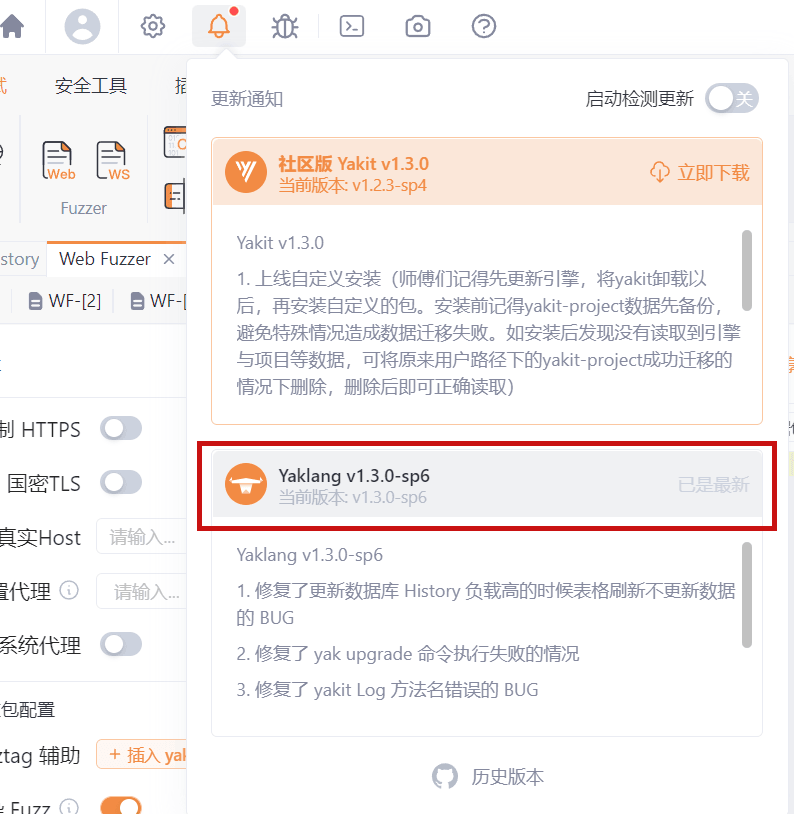 安全工具
更新通知
启动检测更新
关
社区版 Yakit v1.3.0
当前版本: v1.2.3-sp4
立即下载
Web
WS
Fuzzer
Yakit v1.3.0
1. 上线自定义安装（师傅们记得先更新引擎，将yakit卸载以
后，再安装自定义的包。安装前记得yakit-project数据先备份，
避免特殊情况造成数据迁移失败。如安装后发现没有读取到引擎
与项目等数据，可将原来用户路径下的yakit-project成功迁移的
情况下删除，删除后即可正确读取）
story
Web Fuzzer
WF-[2]
WF-[
制 HTTPS
国密TLS
真实Host
请输入...
置代理
请输入...
系统代理
包配置
ztag 辅助
+ 插入 yak
Fuzz
Yaklang v1.3.0-sp6
当前版本: v1.3.0-sp6
已是最新
Yaklang v1.3.0-sp6
1. 修复了更新数据库 History 负载高的时候表格刷新不更新数据
的 BUG
2. 修复了 yak upgrade 命令执行失败的情况
3. 修复了 yakit Log 方法名错误的 BUG
历史版本